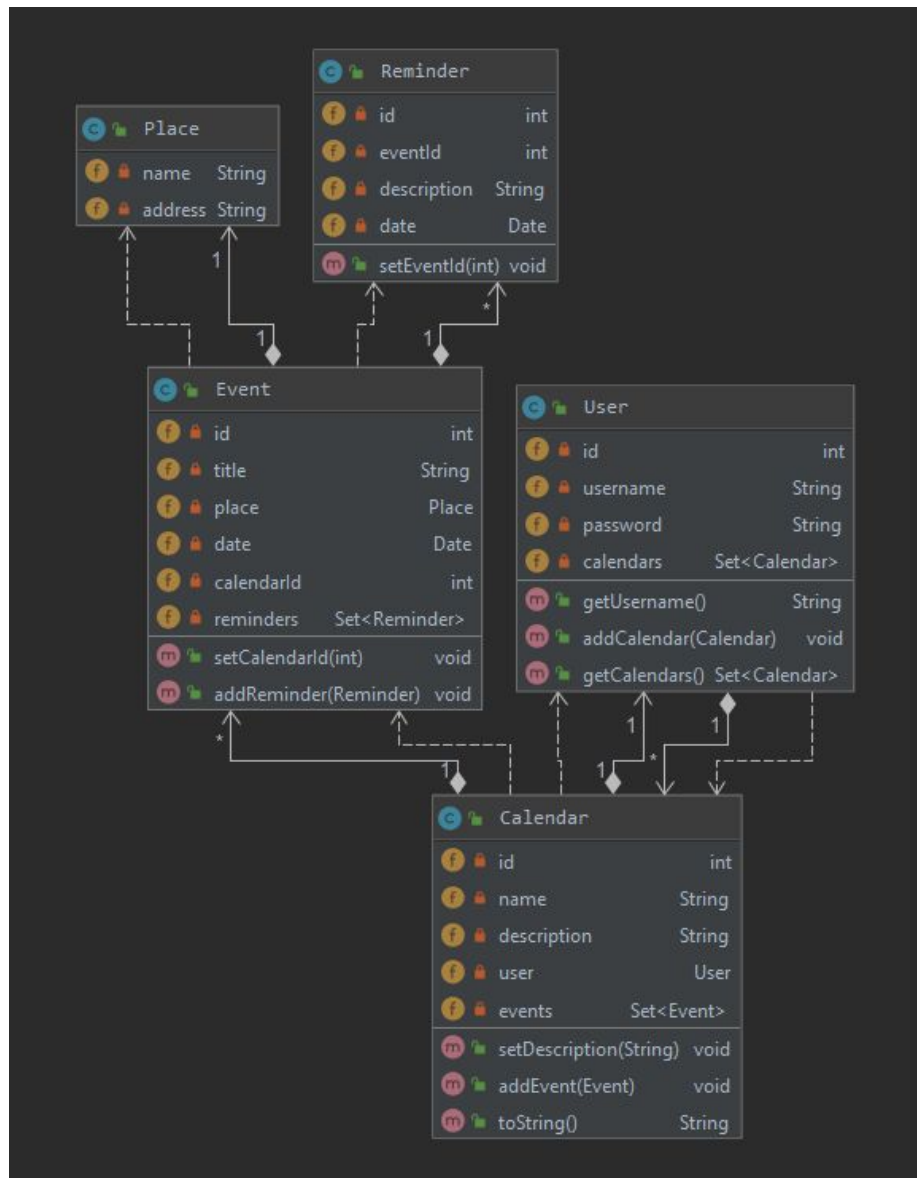 Reminder
id int
eventId int
description String
date Date
setEventId(int) void
Place
name String
address String
1
*
1
1
Event
id int
title String
place Place
date Date
calendarId int
reminders Set<Reminder>
setCalendarId(int) void
addReminder(Reminder) void
User
id int
username String
password String
calendars Set<Calendar>
getUsername() String
addCalendar(Calendar) void
getCalendars() Set<Calendar>
*
1
1
*
1
1
Calendar
id int
name String
description String
user User
events Set<Event>
setDescription(String) void
addEvent(Event) void
toString() String